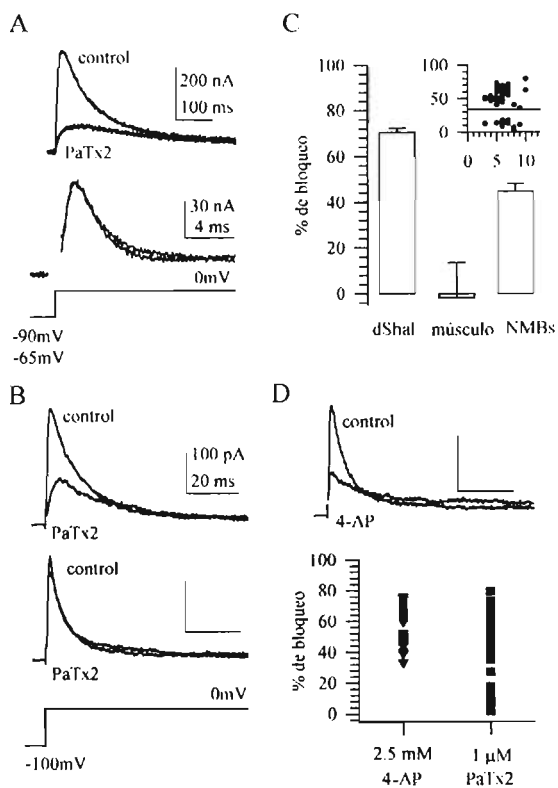 A
control
200 nA
100 ms
PaTx2
30 nA
4 ms
0mV
-90mV
-65mV
B
control
100 pA
20 ms
PaTx2
control
PaTx2
0mV
-100mV
C
% de bloqueo
100
80
60
40
20
0
100
50
0
0 5 10
dShal músculo NMBs
D
control
4-AP
% de bloqueo
100
80
60
40
20
0
2.5 mM 1 μM
4-AP PaTx2